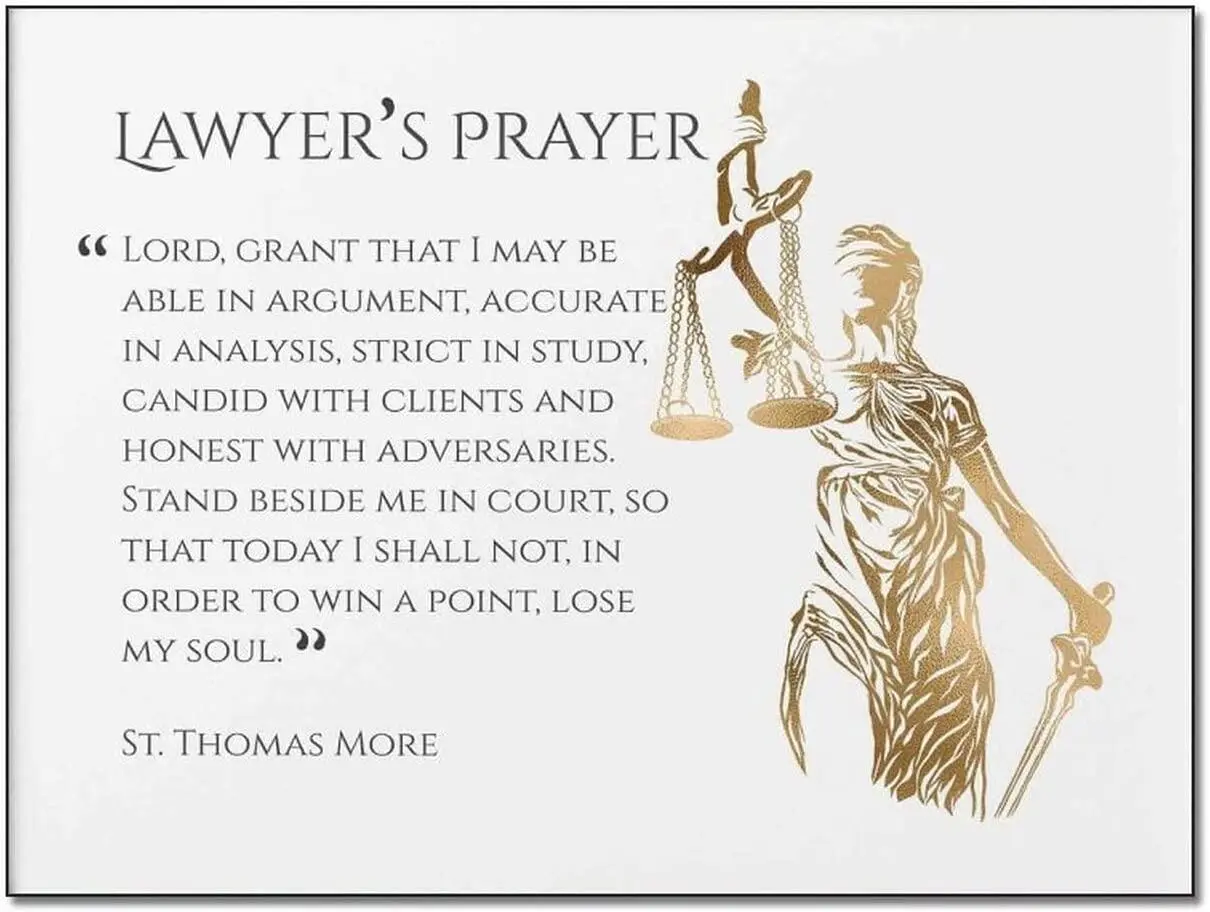 Lawyer’s Prayer
“ Lord, grant that I may be
able in argument, accurate
in analysis, strict in study,
candid with clients and
honest with adversaries.
Stand beside me in court, so
that today I shall not, in
order to win a point, lose
my soul. ”
St. Thomas More